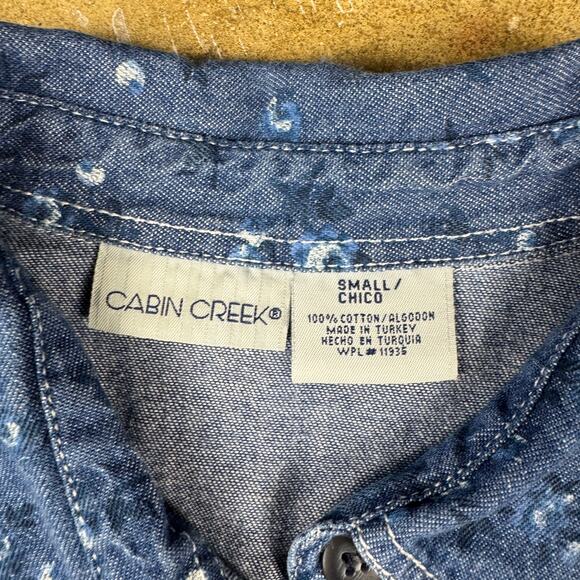 CABIN CREEK®
SMALL/
CHICO
100% COTTON/ALGODON
MADE IN TURKEY
HECHO EN TURQUIA
WPL # 11935